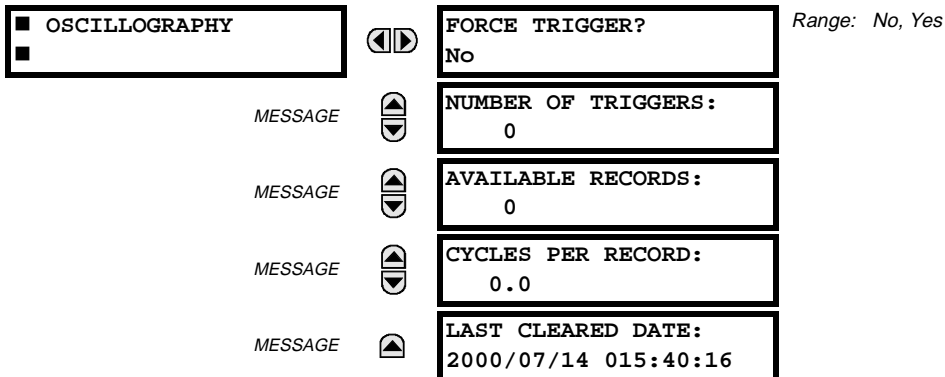 ■ OSCILLOGRAPHY
■
FORCE TRIGGER?
No
Range: No, Yes
MESSAGE
NUMBER OF TRIGGERS:
0
MESSAGE
AVAILABLE RECORDS:
0
MESSAGE
CYCLES PER RECORD:
0.0
MESSAGE
LAST CLEARED DATE:
2000/07/14 015:40:16